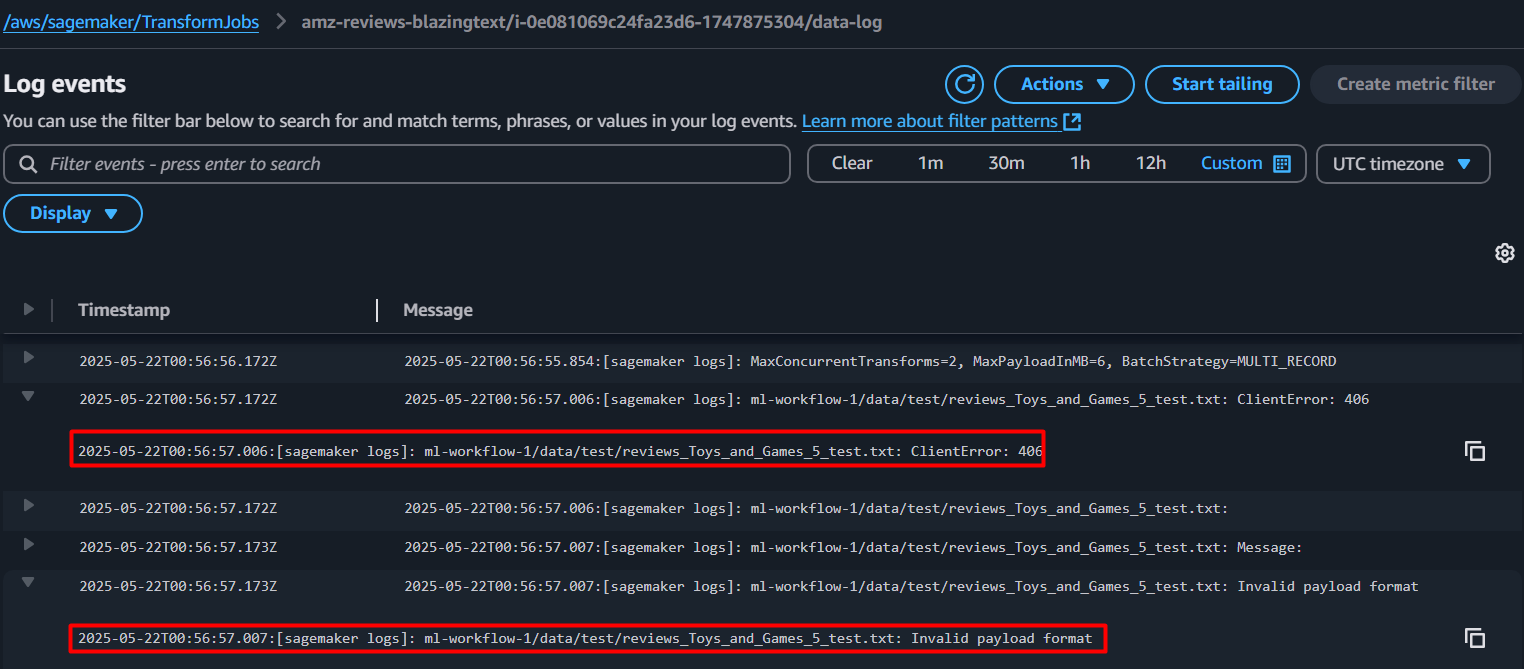 /aws/sagemaker/TransformJobs > amz-reviews-blazingtext/i-0e081069c24fa23d6-1747875304/data-log
Log events
Actions ▼ Start tailing Create metric filter
You can use the filter bar below to search for and match terms, phrases, or values in your log events. Learn more about filter patterns
Filter events - press enter to search
Clear 1m 30m 1h 12h Custom UTC timezone ▼
Display ▼
Timestamp Message
2025-05-22T00:56:56.172Z 2025-05-22T00:56:55.854:[sagemaker logs]: MaxConcurrentTransforms=2, MaxPayloadInMB=6, BatchStrategy=MULTI_RECORD
2025-05-22T00:56:57.172Z 2025-05-22T00:56:57.006:[sagemaker logs]: ml-workflow-1/data/test/reviews_Toys_and_Games_5_test.txt: ClientError: 406
2025-05-22T00:56:57.006:[sagemaker logs]: ml-workflow-1/data/test/reviews_Toys_and_Games_5_test.txt: ClientError: 406
2025-05-22T00:56:57.172Z 2025-05-22T00:56:57.006:[sagemaker logs]: ml-workflow-1/data/test/reviews_Toys_and_Games_5_test.txt:
2025-05-22T00:56:57.173Z 2025-05-22T00:56:57.007:[sagemaker logs]: ml-workflow-1/data/test/reviews_Toys_and_Games_5_test.txt: Message:
2025-05-22T00:56:57.173Z 2025-05-22T00:56:57.007:[sagemaker logs]: ml-workflow-1/data/test/reviews_Toys_and_Games_5_test.txt: Invalid payload format
2025-05-22T00:56:57.007:[sagemaker logs]: ml-workflow-1/data/test/reviews_Toys_and_Games_5_test.txt: Invalid payload format